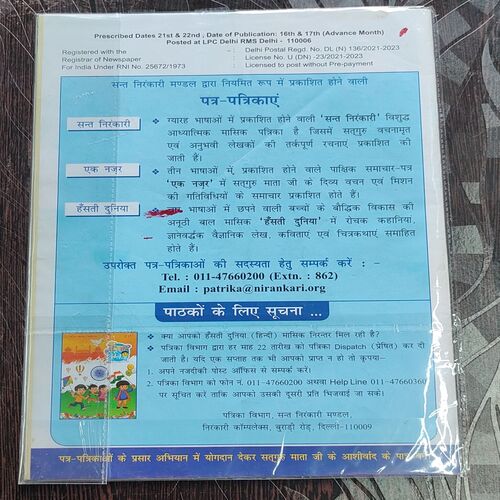 Prescribed Dates 21st & 22nd , Date of Publication: 16th & 17th (Advance Month)
Posted at LPC Delhi RMS Delhi - 110006
Registered with the -: Delhi Postal Regd. No. DL (N) 136/2021-2023
Registrar of Newspaper : License No. U (DN) -23/2021-2023
For India Under RNI No. 25672/1973 : Licensed to post without Pre-payment
सन्त निरंकारी मण्डल द्वारा नियमित रूप में प्रकाशित होने वाली
पत्र-पत्रिकाएं
सन्त निरंकारी
ग्यारह भाषाओं में प्रकाशित होने वाली 'सन्त निरंकारी' विशुद्ध
आध्यात्मिक मासिक पत्रिका है जिसमें सतगुरु वचनामृत
एवं अनुभवी लेखकों की तर्कपूर्ण रचनाएं प्रकाशित की
जाती हैं।
एक नज़र
तीन भाषाओं में प्रकाशित होने वाले पाक्षिक समाचार-पत्र
'एक नज़र' में सतगुरु माता जी के दिव्य वचन एवं मिशन
की गतिविधियों के समाचार प्रकाशित होते हैं।
हँसती दुनिया
भाषाओं में छपने वाली बच्चों के बौद्धिक विकास की
अनूठी बाल मासिक 'हँसती दुनिया' में रोचक कहानियां,
ज्ञानवर्द्धक वैज्ञानिक लेख, कविताएं एवं चित्रकथाएं समाहित
होते हैं।
उपरोक्त पत्र-पत्रिकाओं की सदस्यता हेतु सम्पर्क करें : -
Tel. : 011-47660200 (Extn. : 862)
Email : patrika@nirankari.org
पाठकों के लिए सूचना ...
क्या आपको हँसती दुनिया (हिन्दी) मासिक निरन्तर मिल रही है?
पत्रिका विभाग द्वारा हर माह 22 तारीख को पत्रिका Dispatch (प्रेषित) कर दी
जाती है। यदि एक सप्ताह तक भी आपको प्राप्त न हो तो कृपया-
1. अपने नजदीकी पोस्ट ऑफिस से सम्पर्क करें।
2. पत्रिका विभाग को फोन नं. 011-47660200 अथवा Help Line 011-47660360
पर सूचित करें ताकि आपको उसकी दूसरी प्रति भिजवाई जा सके।
पत्रिका विभाग, सन्त निरंकारी मण्डल,
निरंकारी कॉम्पलेक्स, बुराड़ी रोड़, दिल्ली-110009
पत्र-पत्रिकाओं के प्रसार अभियान में योगदान देकर सतगुरु माता जी के आशीर्वाद के पात्र बनें